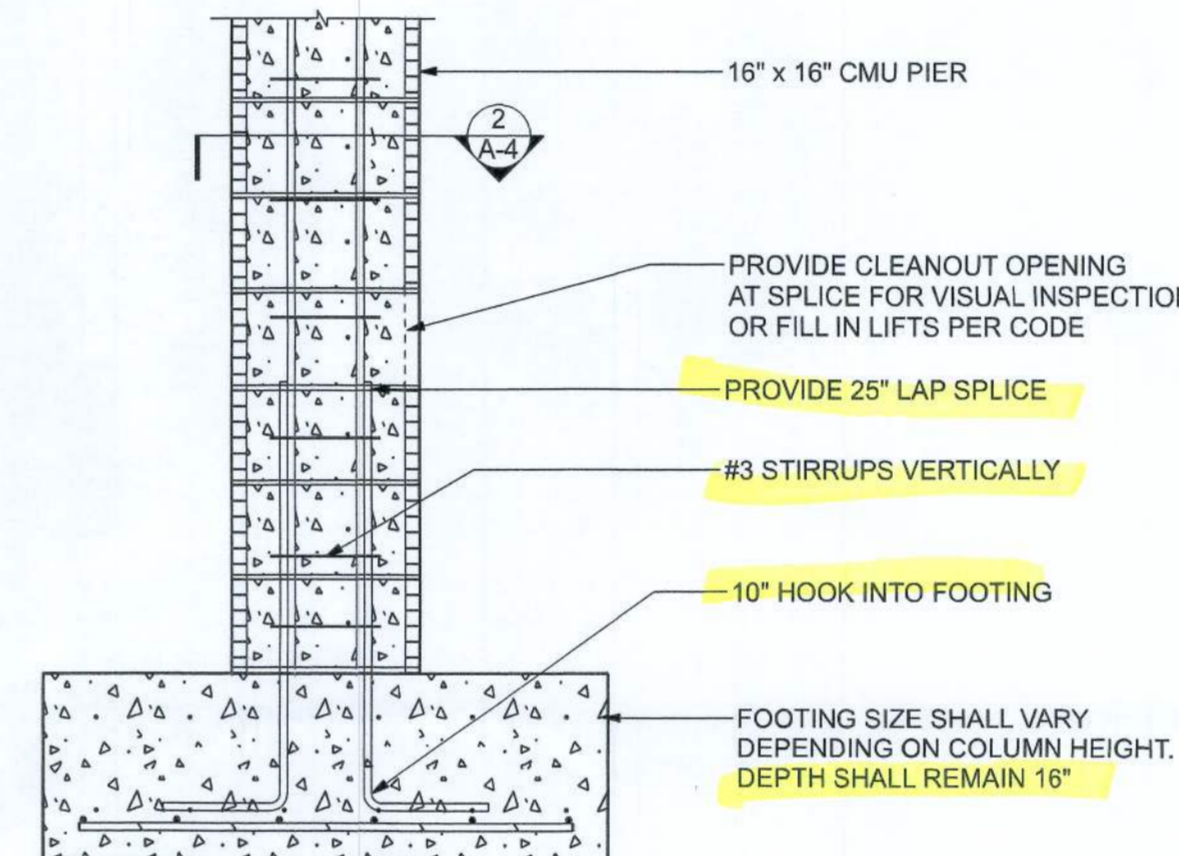 16" x 16" CMU PIER
2
A-4
PROVIDE CLEANOUT OPENING
AT SPLICE FOR VISUAL INSPECTION
OR FILL IN LIFTS PER CODE
PROVIDE 25" LAP SPLICE
#3 STIRRUPS VERTICALLY
10" HOOK INTO FOOTING
FOOTING SIZE SHALL VARY
DEPENDING ON COLUMN HEIGHT.
DEPTH SHALL REMAIN 16"